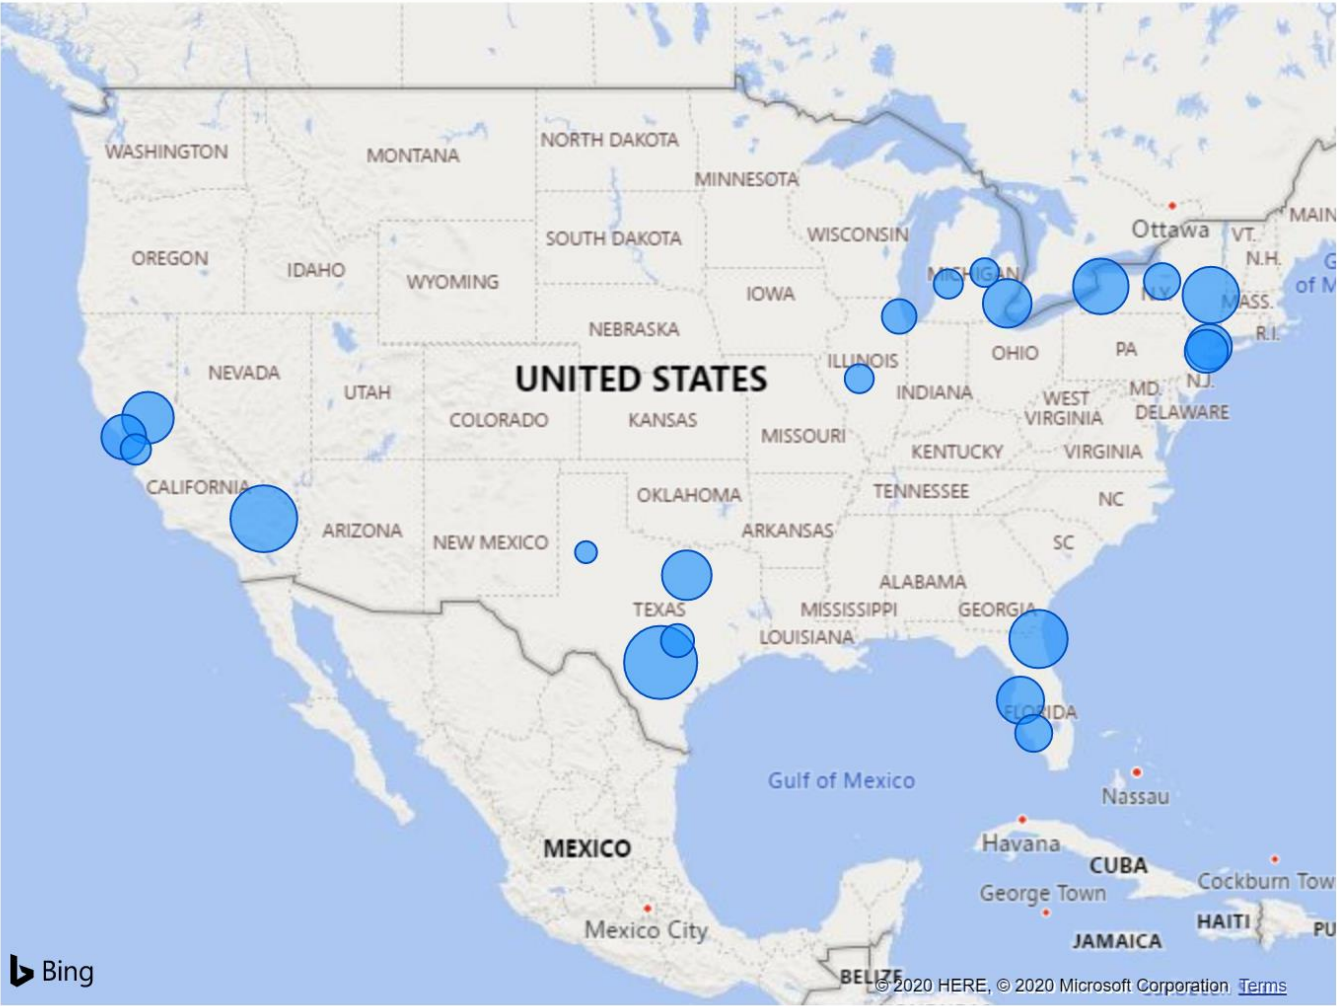 WASHINGTON
MONTANA
NORTH DAKOTA
MINNESOTA
Ottawa
MAIN
VT.
N.H.
OREGON
IDAHO
SOUTH DAKOTA
WISCONSIN
G
of M
WYOMING
MICHIGAN
N.Y.
MASS.
IOWA
NEBRASKA
R.I.
NEVADA
UTAH
UNITED STATES
ILLINOIS
OHIO
PA
N.J.
INDIANA
MD.
COLORADO
KANSAS
MISSOURI
WEST
VIRGINIA
DELAWARE
KENTUCKY
VIRGINIA
CALIFORNIA
OKLAHOMA
TENNESSEE
NC
ARIZONA
NEW MEXICO
ARKANSAS
SC
ALABAMA
TEXAS
MISSISSIPPI
GEORGIA
LOUISIANA
FLORIDA
Gulf of Mexico
Nassau
MEXICO
Havana
CUBA
George Town
Cockburn Tow
Mexico City
JAMAICA
HAITI
PU
Bing
BELIZE
© 2020 HERE, © 2020 Microsoft Corporation Terms